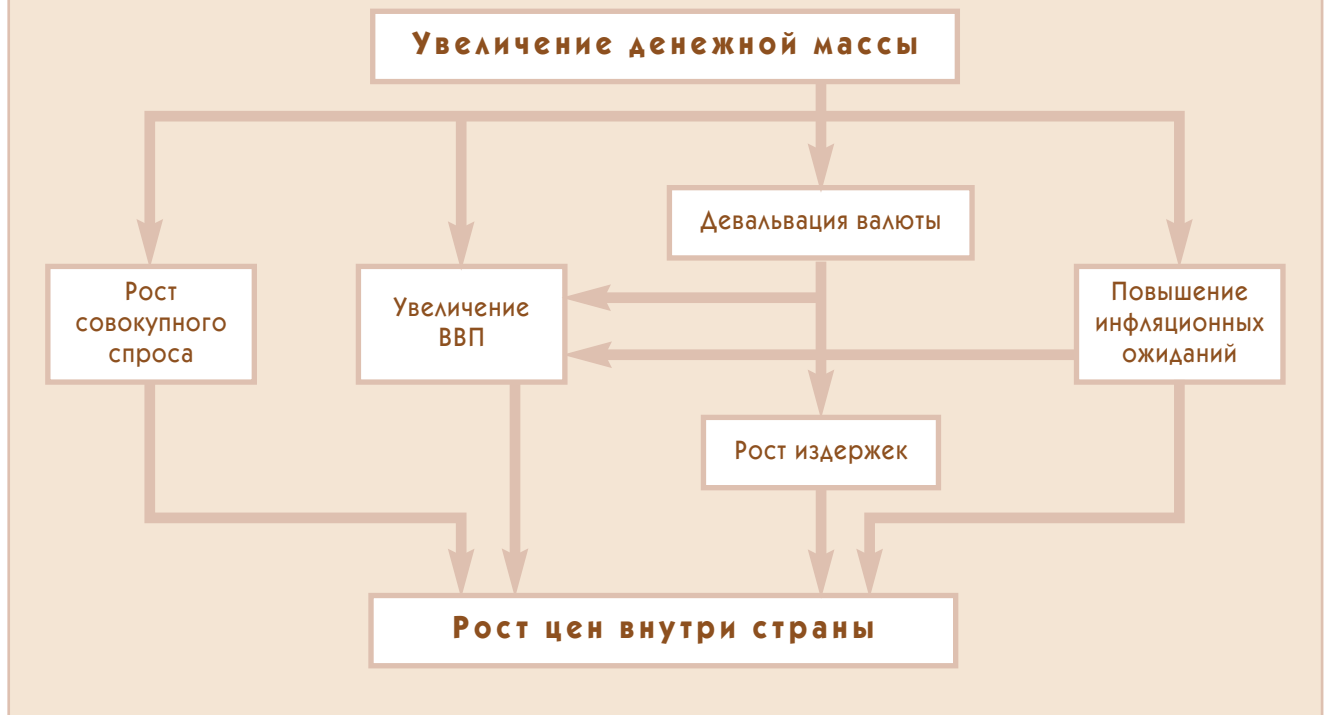 Увеличение денежной массы
Девальвация валюты
Рост
совокупного
спроса
Увеличение
ВВП
Повышение
инфляционных
ожиданий
Рост издержек
Рост цен внутри страны